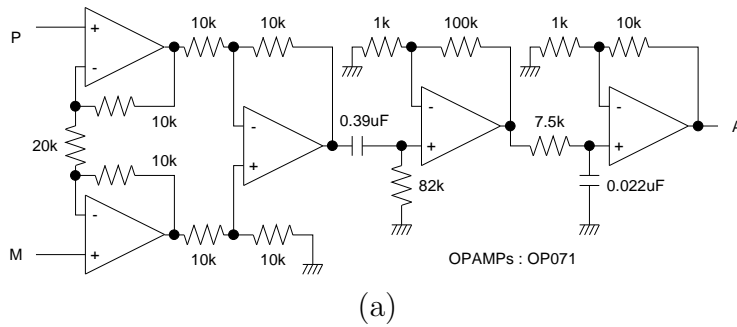 10k 10k 1k 100k 1k 10k
P + - 10k
20k 10k
- + 0.39uF - + 7.5k - + A
82k 0.022uF
M - + 10k 10k
OPAMPs : OP071
(a)